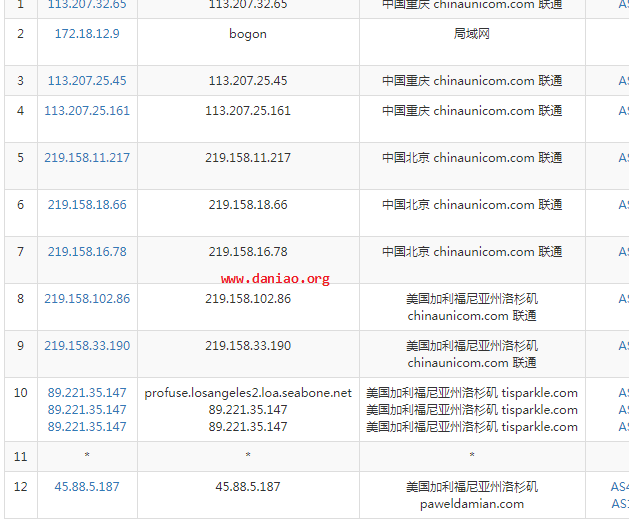 1 113.207.32.65 113.207.32.65 中国重庆 chinaunicom.com 联通 AS
2 172.18.12.9 bogon 局域网
3 113.207.25.45 113.207.25.45 中国重庆 chinaunicom.com 联通 AS
4 113.207.25.161 113.207.25.161 中国重庆 chinaunicom.com 联通 AS
5 219.158.11.217 219.158.11.217 中国北京 chinaunicom.com 联通 AS
6 219.158.18.66 219.158.18.66 中国北京 chinaunicom.com 联通 AS
7 219.158.16.78 219.158.16.78 中国北京 chinaunicom.com 联通 AS
www.daniao.org
8 219.158.102.86 219.158.102.86 美国加利福尼亚州洛杉矶 AS
chinaunicom.com 联通
9 219.158.33.190 219.158.33.190 美国加利福尼亚州洛杉矶 AS
chinaunicom.com 联通
10 89.221.35.147 profuse.losangeles2.loa.seabone.net 美国加利福尼亚州洛杉矶 tisparkle.com AS
89.221.35.147 89.221.35.147 美国加利福尼亚州洛杉矶 tisparkle.com AS
89.221.35.147 89.221.35.147 美国加利福尼亚州洛杉矶 tisparkle.com AS
11 * * *
12 45.88.5.187 45.88.5.187 美国加利福尼亚州洛杉矶 AS4
paweldamian.com AS